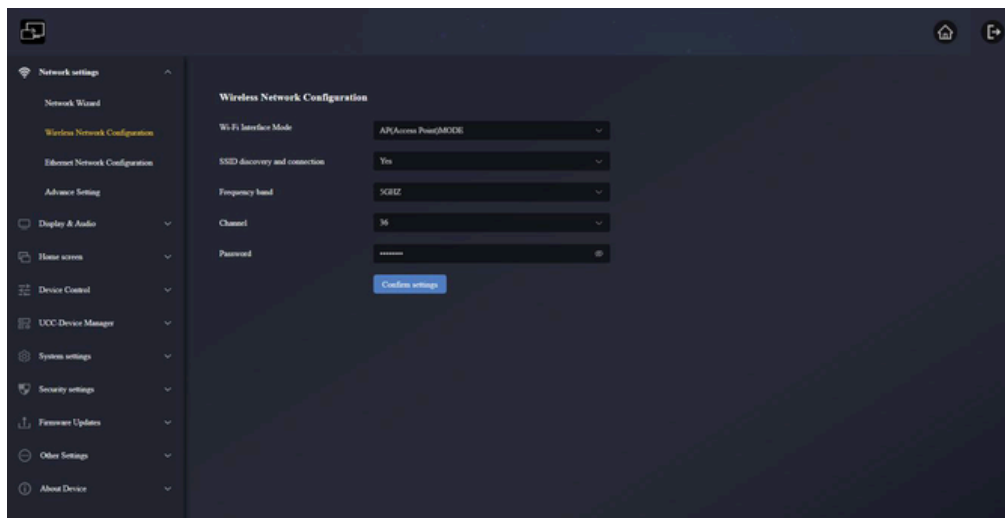 Network settings
Network Wizard
Wireless Network Configuration
Ethernet Network Configuration
Advance Setting
Display & Audio
Home screen
Device Control
UCC-Device Manager
System settings
Security settings
Firmware Updates
Other Settings
About Device
Wireless Network Configuration
Wi-Fi Interface Mode
AP(Access Point)MODE
SSID discovery and connection
Yes
Frequency band
5GHZ
Channel
36
Password
••••••••
Confirm settings